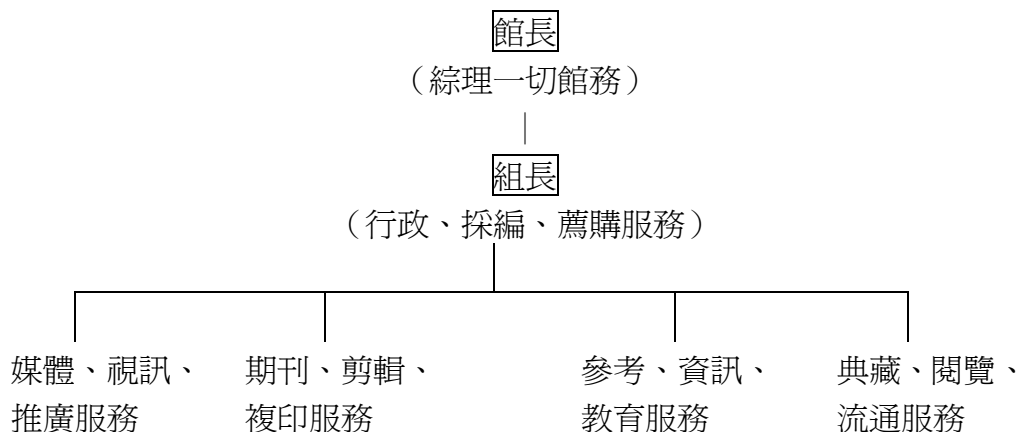 館長
（綜理一切館務）
組長
（行政、採編、薦購服務）
媒體、視訊、
推廣服務
期刊、剪輯、
複印服務
參考、資訊、
教育服務
典藏、閱覽、
流通服務